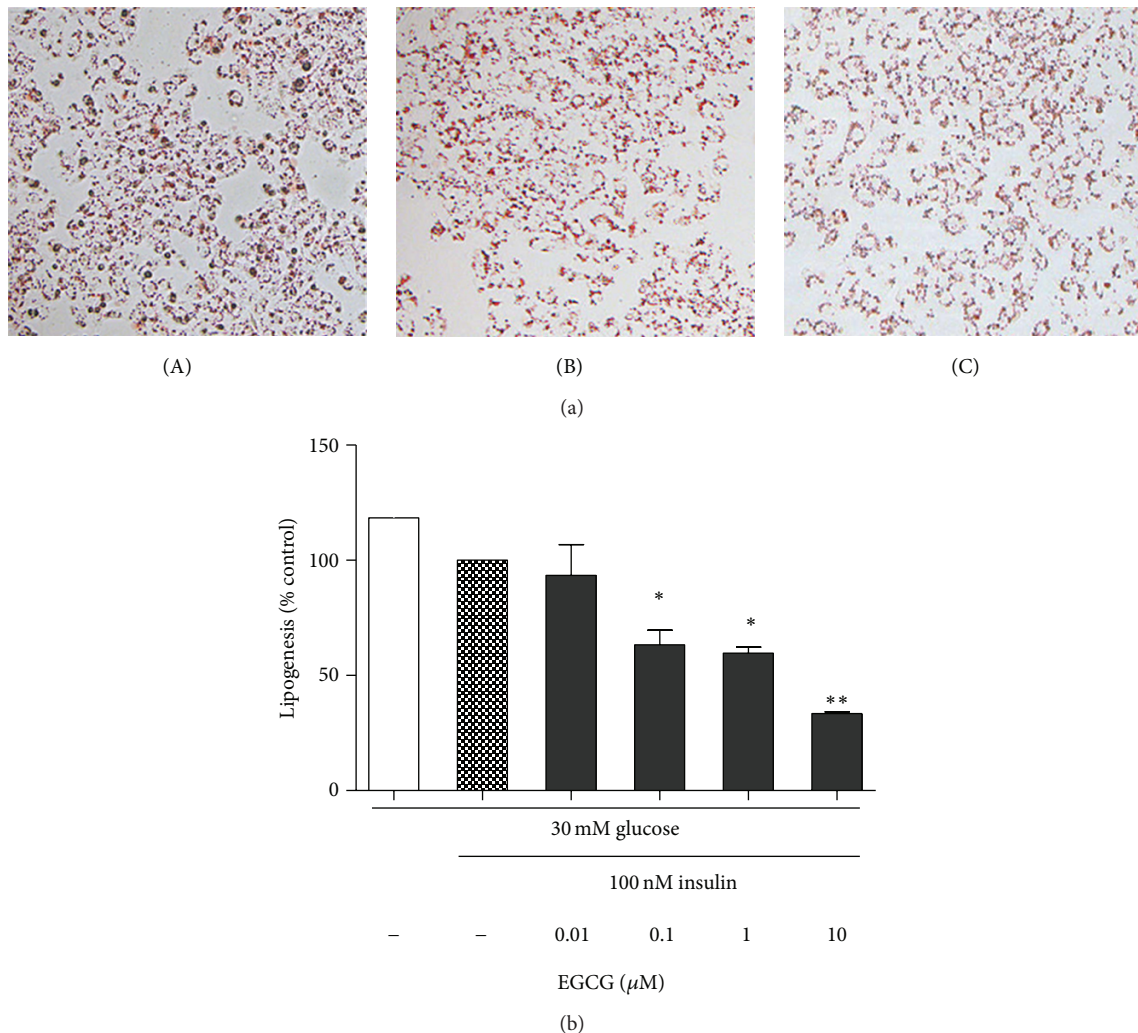 (A) (B) (C)
(a)
150
100
50
0
Lipogenesis (% control)
*
*
**
30 mM glucose
100 nM insulin
– – 0.01 0.1 1 10
EGCG (μM)
(b)